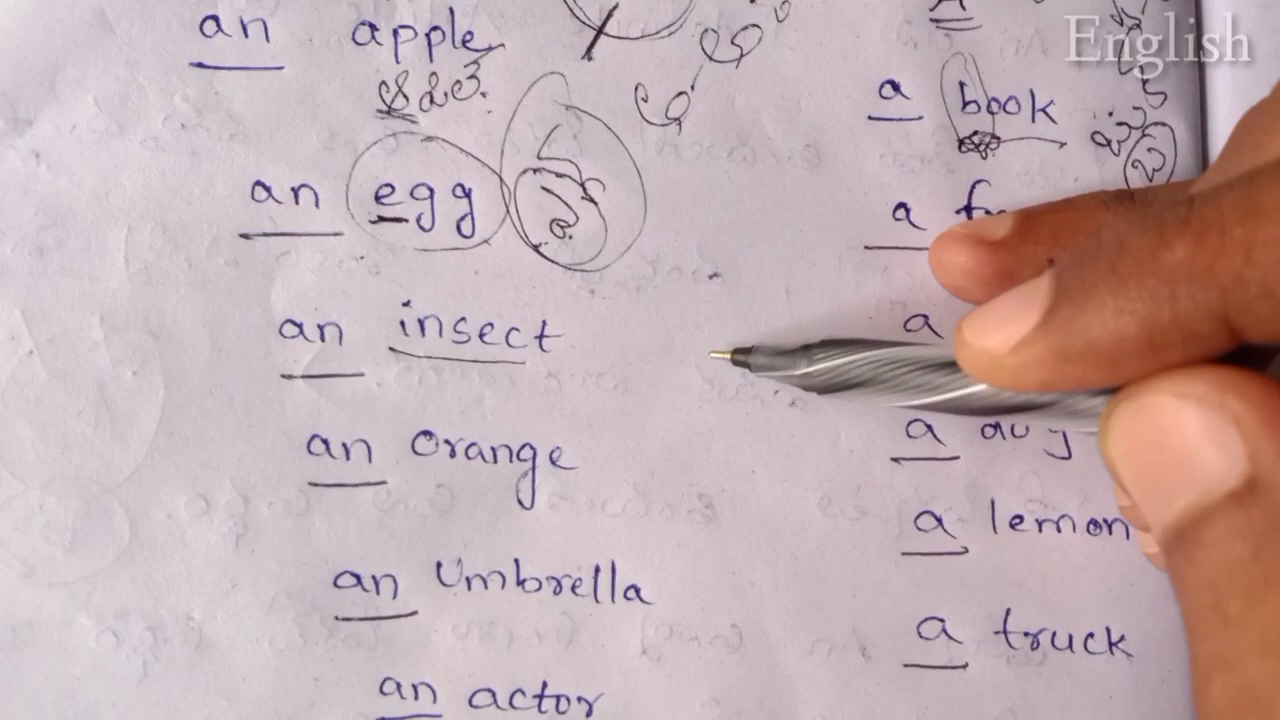 English
an apple
an egg
an insect
an orange
an Umbrella
an actor
a book
a
a
a
a lemon
a truck